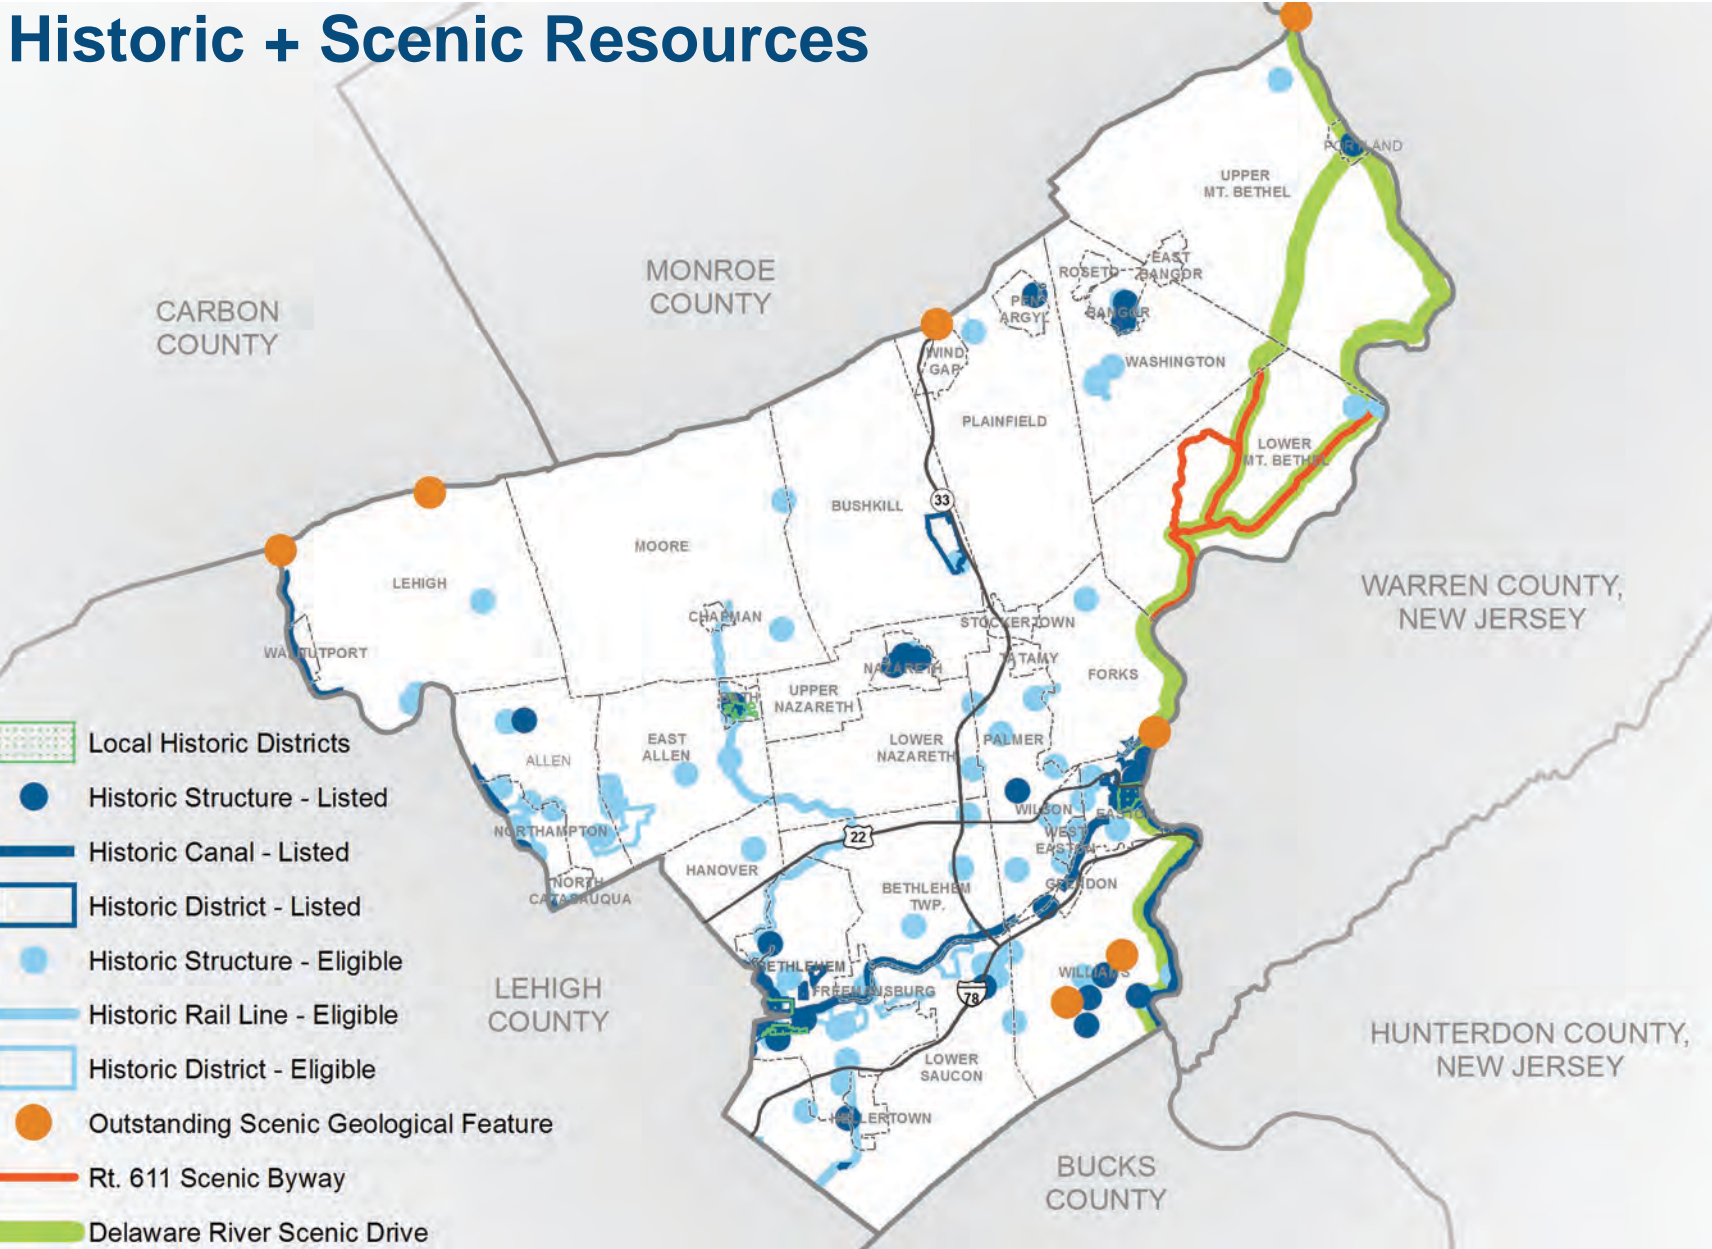 Historic + Scenic Resources
PORTLAND
UPPER
MT. BETHEL
MONROE
COUNTY
CARBON
COUNTY
ROSETO
EAST
BANGOR
PEN
ARGYL
BANGOR
WIND
GAP
WASHINGTON
PLAINFIELD
LOWER
MT. BETHEL
33
BUSHKILL
MOORE
LEHIGH
WARREN COUNTY,
NEW JERSEY
CHAPMAN
STOCKERTOWN
WALNUTPORT
NAZARETH
TATAMY
FORKS
BATH
UPPER
NAZARETH
EAST
ALLEN
LOWER
NAZARETH
PALMER
ALLEN
WILSON
EASTON
NORTHAMPTON
22
WEST
EASTON
HANOVER
NORTH
CATASAUQUA
BETHLEHEM
TWP.
GLENDON
BETHLEHEM
FREEMANSBURG
WILLIAMS
78
LEHIGH
COUNTY
HUNTERDON COUNTY,
NEW JERSEY
LOWER
SAUCON
HELLERTOWN
BUCKS
COUNTY
Local Historic Districts
Historic Structure - Listed
Historic Canal - Listed
Historic District - Listed
Historic Structure - Eligible
Historic Rail Line - Eligible
Historic District - Eligible
Outstanding Scenic Geological Feature
Rt. 611 Scenic Byway
Delaware River Scenic Drive